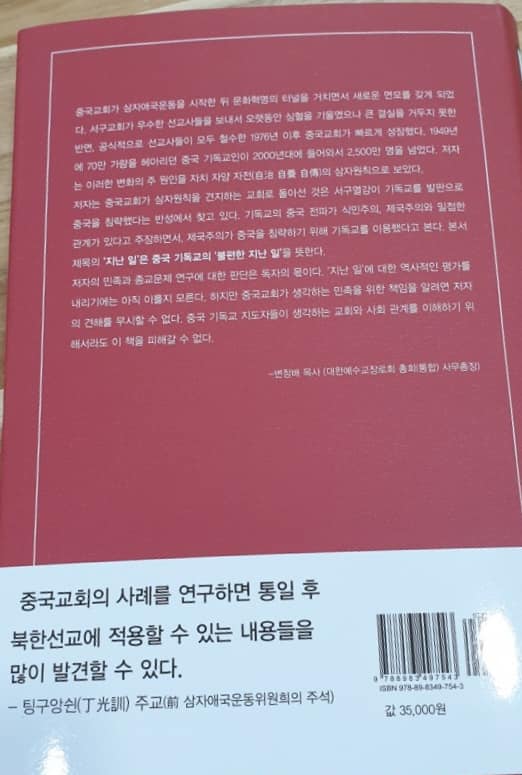 중국교회가 삼자애국운동을 시작한 뒤 문화혁명의 터널을 거치면서 새로운 면모를 갖게 되었
다. 서구교회가 우수한 선교사들을 보내서 오랫동안 심혈을 기울였으나 큰 결실을 거두지 못한
반면, 공식적으로 선교사들이 모두 철수한 1976년 이후 중국교회가 빠르게 성장했다. 1949년
에 70만 가량을 헤아리던 중국 기독교인이 2000년대에 들어와서 2,500만 명을 넘었다. 저자
는 이러한 변화의 주 원인을 자치 자양 자전(自治 自養 自傳)의 삼자원칙으로 보았다.
저자는 중국교회가 삼자원칙을 견지하는 교회로 돌아선 것은 서구열강이 기독교를 발판으로
중국을 침략했다는 반성에서 찾고 있다. 기독교의 중국 전파가 식민주의, 제국주의와 밀접한
관계가 있다고 주장하면서, 제국주의가 중국을 침략하기 위해 기독교를 이용했다고 본다. 본서
제목의 '지난 일'은 중국 기독교의 '불편한 지난 일'을 뜻한다.
저자의 민족과 종교문제 연구에 대한 판단은 독자의 몫이다. '지난 일'에 대한 역사적인 평가를
내리기에는 아직 이를지 모른다. 하지만 중국교회가 생각하는 민족을 위한 책임을 알려면 저자
의 견해를 무시할 수 없다. 중국 기독교 지도자들이 생각하는 교회와 사회 관계를 이해하기 위
해서라도 이 책을 피해갈 수 없다.
-변창배 목사 (대한예수교장로회 총회(통합) 사무총장)
중국교회의 사례를 연구하면 통일 후
북한선교에 적용할 수 있는 내용들을
많이 발견할 수 있다.
- 팅구앙쉰(丁光訓) 주교(前 삼자애국운동위원회의 주석)
9 788983 497543
ISBN 978-89-8349-754-3
값 35,000원